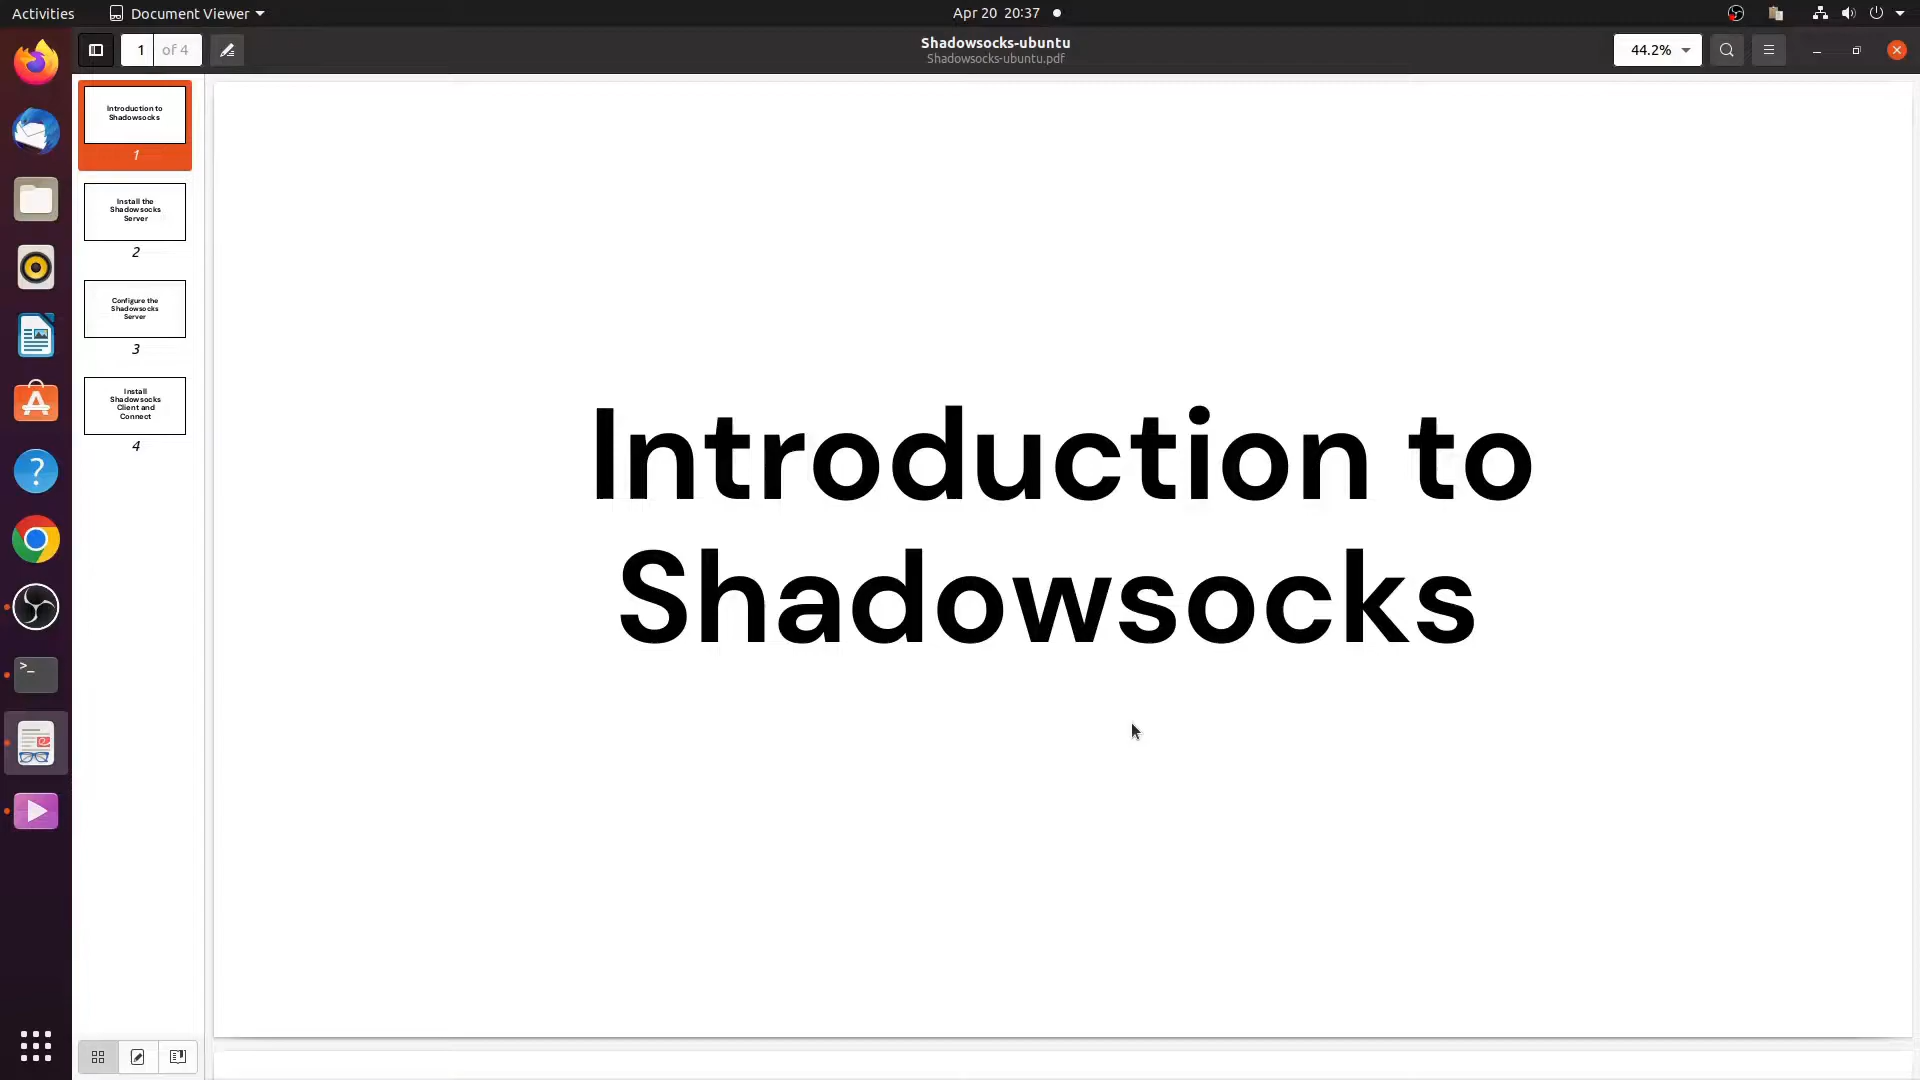 Activities
Document Viewer
Apr 20 20:37
1 of 4
Shadowsocks-ubuntu
Shadowsocks-ubuntu.pdf
44.2%
Introduction to
Shadowsocks
1
Install the
Shadowsocks
Server
2
Configure the
Shadowsocks
Server
3
Install
Shadowsocks
Client and
Connect
4
Introduction to
Shadowsocks